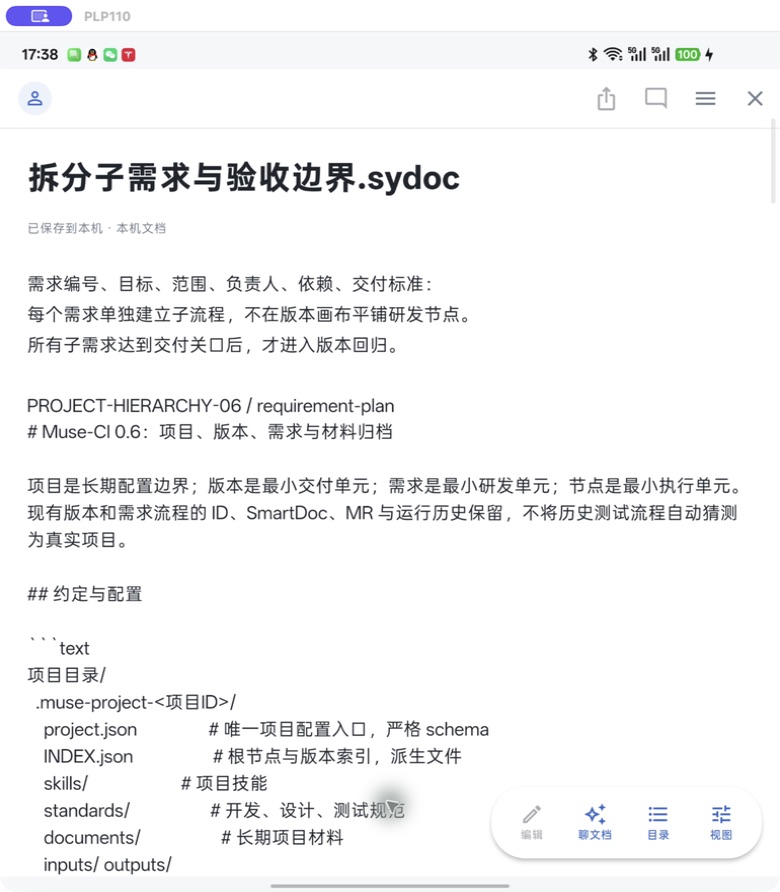 PLP110
17:38
5G 5G 100
拆分子需求与验收边界.sydoc
已保存到本机 · 本机文档
需求编号、目标、范围、负责人、依赖、交付标准：
每个需求单独建立子流程，不在版本画布平铺研发节点。
所有子需求达到交付关口后，才进入版本回归。
PROJECT-HIERARCHY-06 / requirement-plan
# Muse-CI 0.6：项目、版本、需求与材料归档
项目是长期配置边界；版本是最小交付单元；需求是最小研发单元；节点是最小执行单元。
现有版本和需求流程的 ID、SmartDoc、MR 与运行历史保留，不将历史测试流程自动猜测
为真实项目。
## 约定与配置
```text
项目目录/
.muse-project-<项目ID>/
project.json # 唯一项目配置入口，严格 schema
INDEX.json # 根节点与版本索引，派生文件
skills/ # 项目技能
standards/ # 开发、设计、测试规范
documents/ # 长期项目材料
inputs/ outputs/
编辑 聊文档 目录 视图